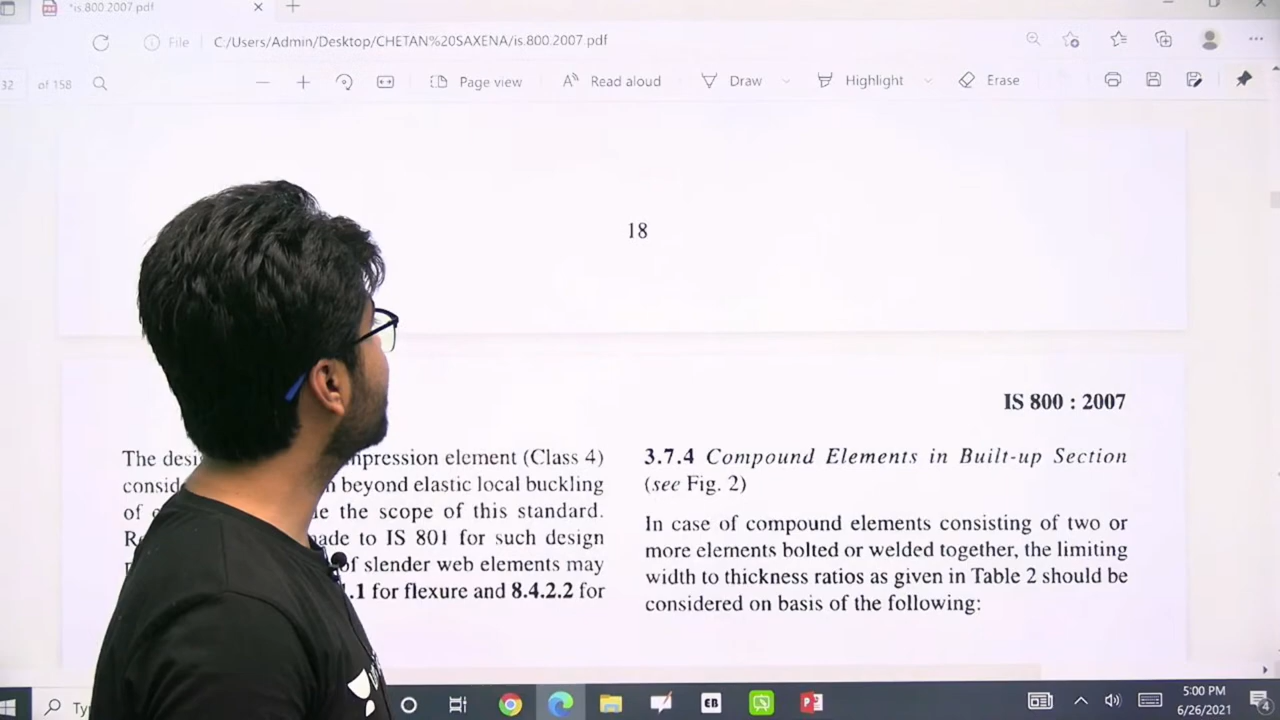 *is.800.2007.pdf
File
C:/Users/Admin/Desktop/CHETAN%20SAXENA/is.800.2007.pdf
32 of 158
Page view
Read aloud
Draw
Highlight
Erase
18
IS 800 : 2007
The mpression element (Class 4)
beyond elastic local buckling
of the scope of this standard.
to IS 801 for such design
of slender web elements may
.1 for flexure and 8.4.2.2 for
3.7.4 Compound Elements in Built-up Section
(see Fig. 2)
In case of compound elements consisting of two or
more elements bolted or welded together, the limiting
width to thickness ratios as given in Table 2 should be
considered on basis of the following:
EB
5:00 PM
6/26/2021
4